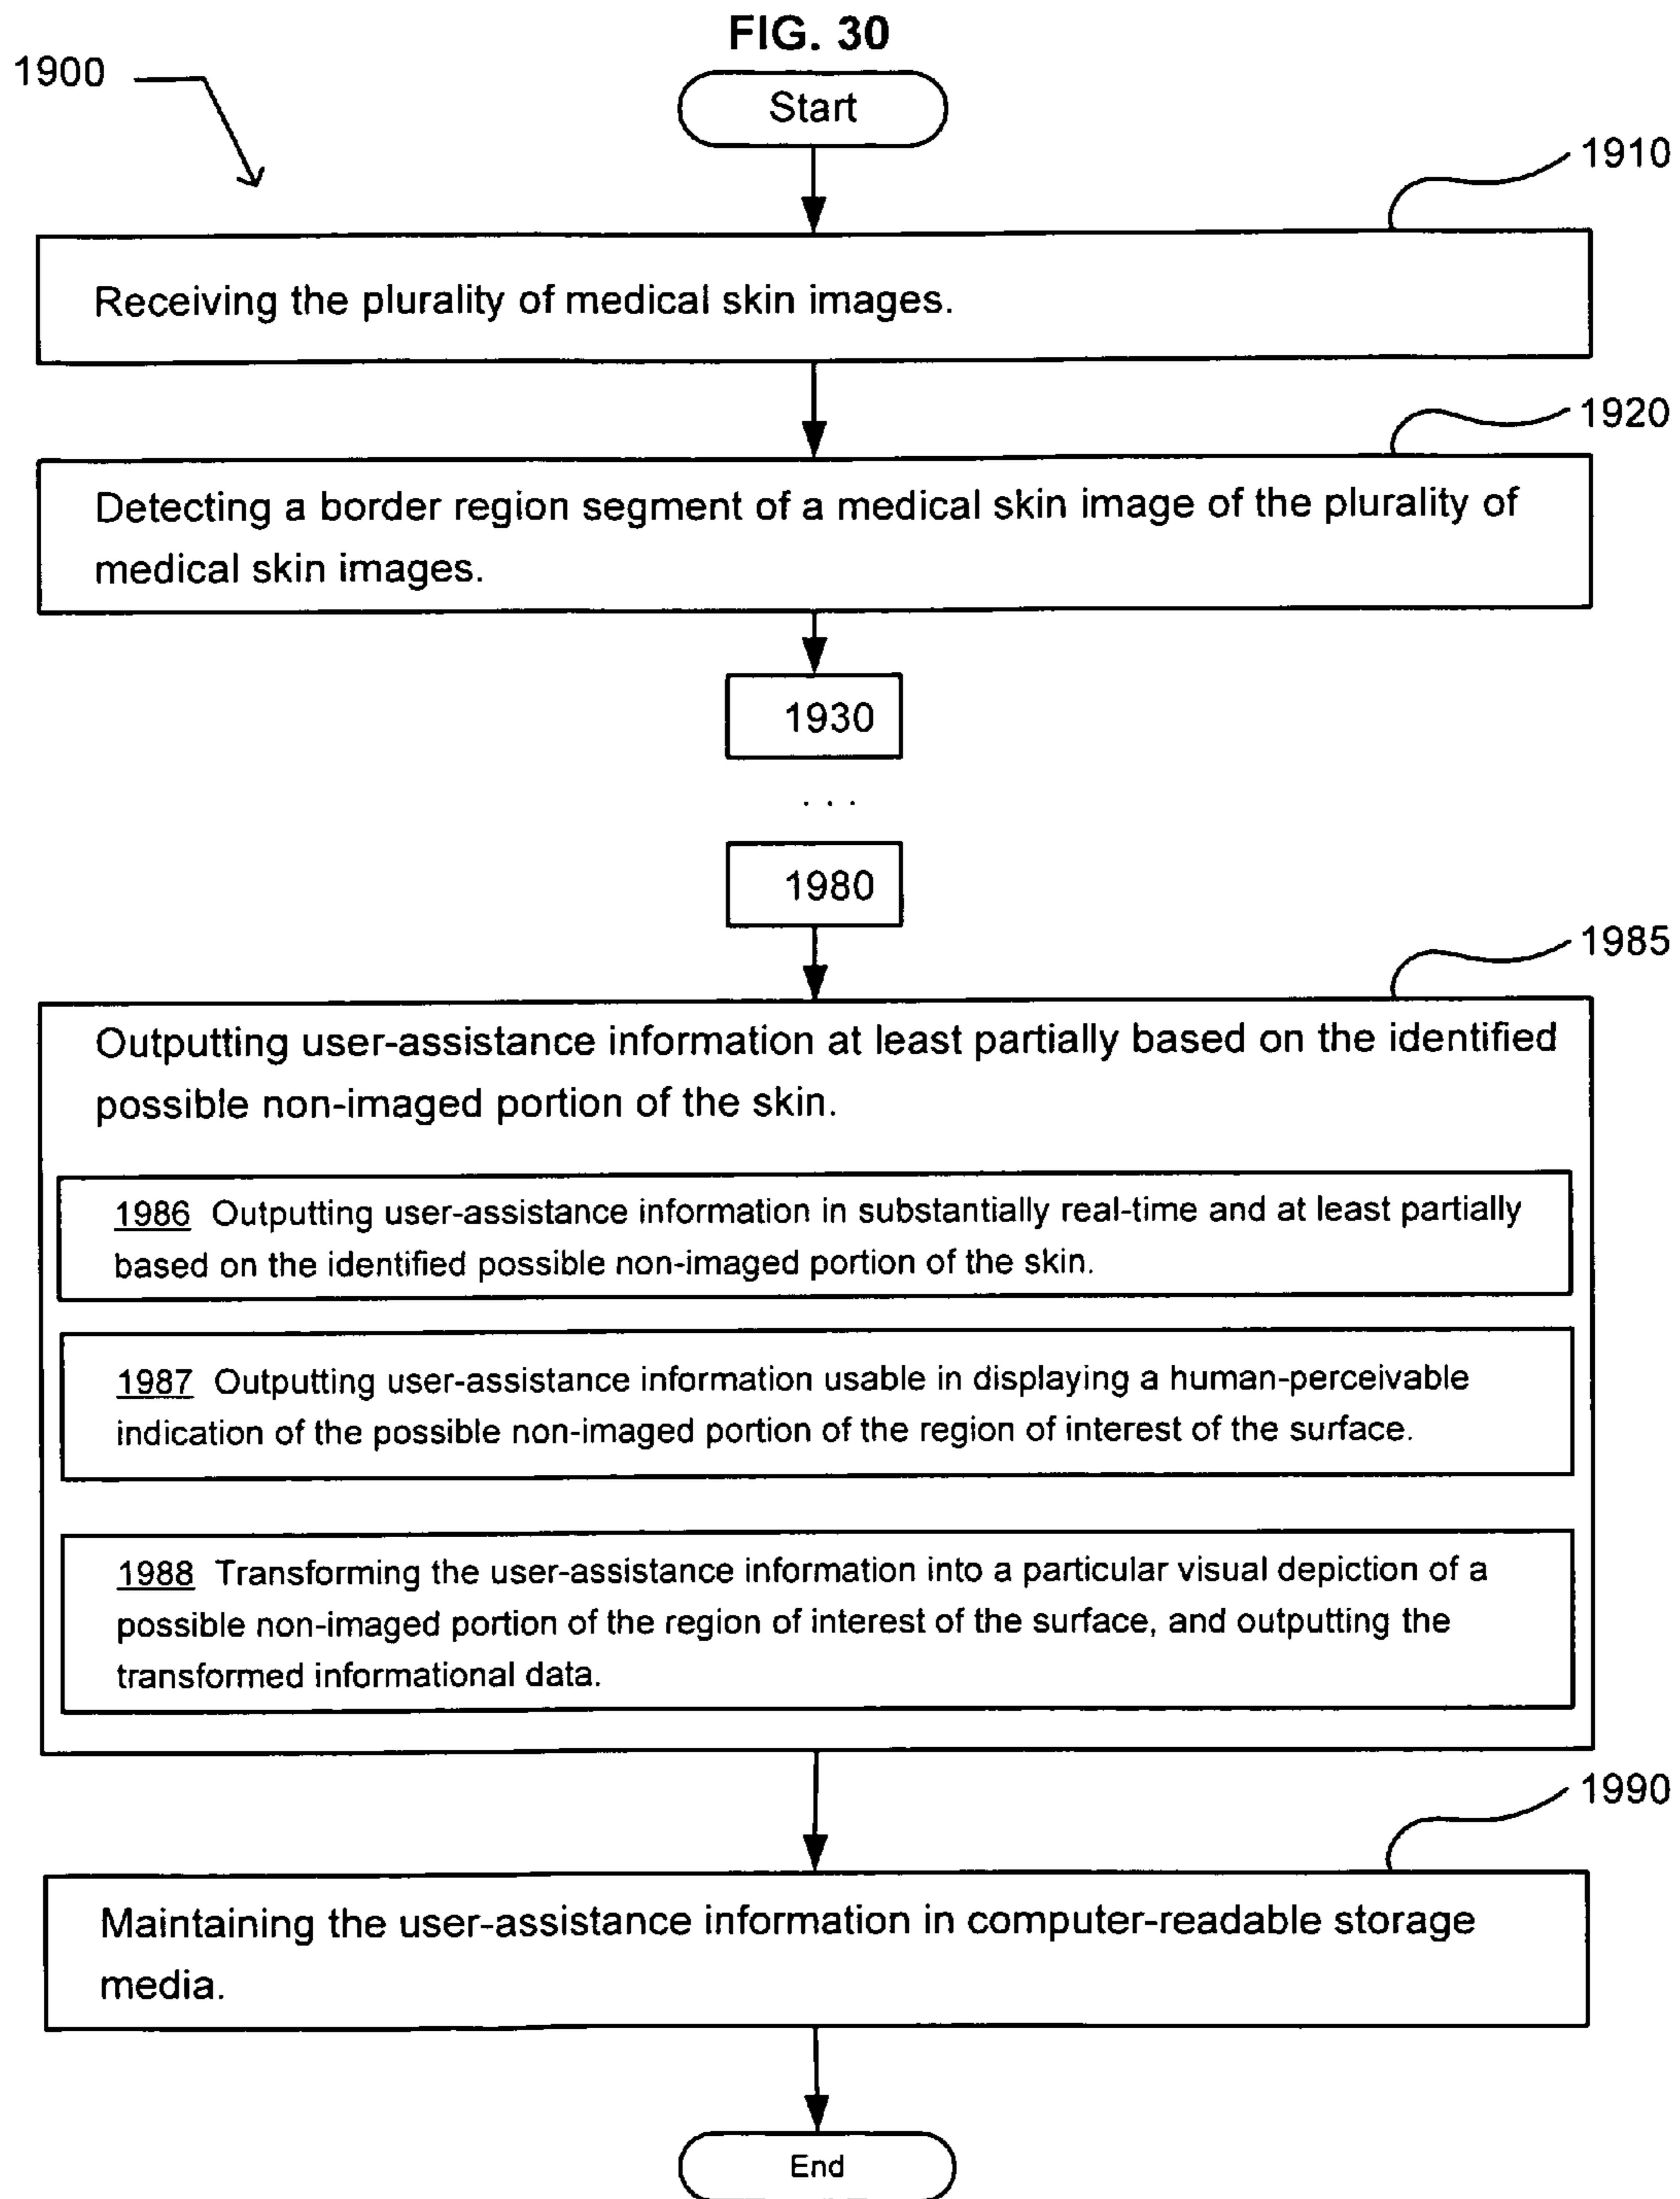 FIG. 30
1900
Start
1910
Receiving the plurality of medical skin images.
1920
Detecting a border region segment of a medical skin image of the plurality of
medical skin images.
1930
. . .
1980
1985
Outputting user-assistance information at least partially based on the identified
possible non-imaged portion of the skin.
1986 Outputting user-assistance information in substantially real-time and at least partially
based on the identified possible non-imaged portion of the skin.
1987 Outputting user-assistance information usable in displaying a human-perceivable
indication of the possible non-imaged portion of the region of interest of the surface.
1988 Transforming the user-assistance information into a particular visual depiction of a
possible non-imaged portion of the region of interest of the surface, and outputting the
transformed informational data.
1990
Maintaining the user-assistance information in computer-readable storage
media.
End